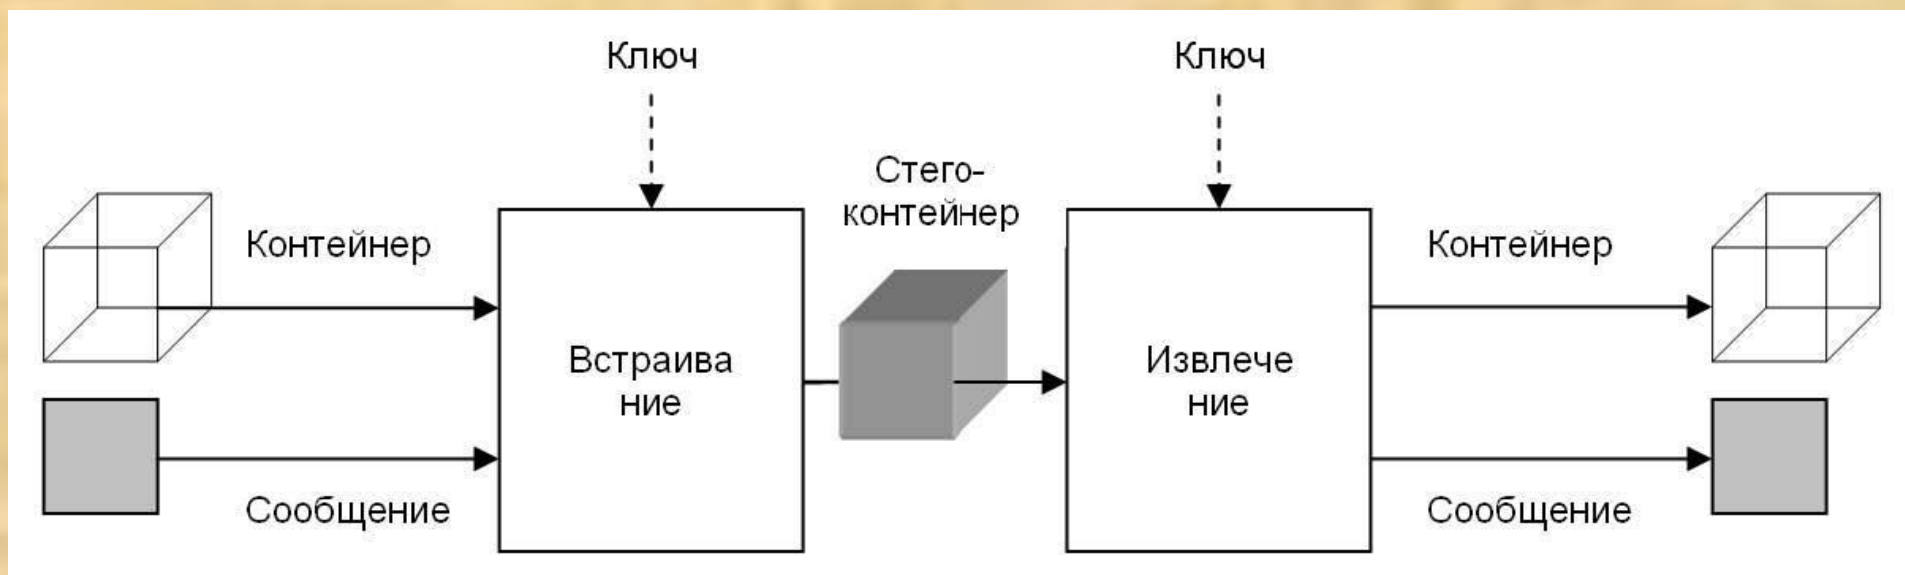 Ключ
Ключ
Стего-
контейнер
Контейнер
Контейнер
Встраива
ние
Извлече
ние
Сообщение
Сообщение